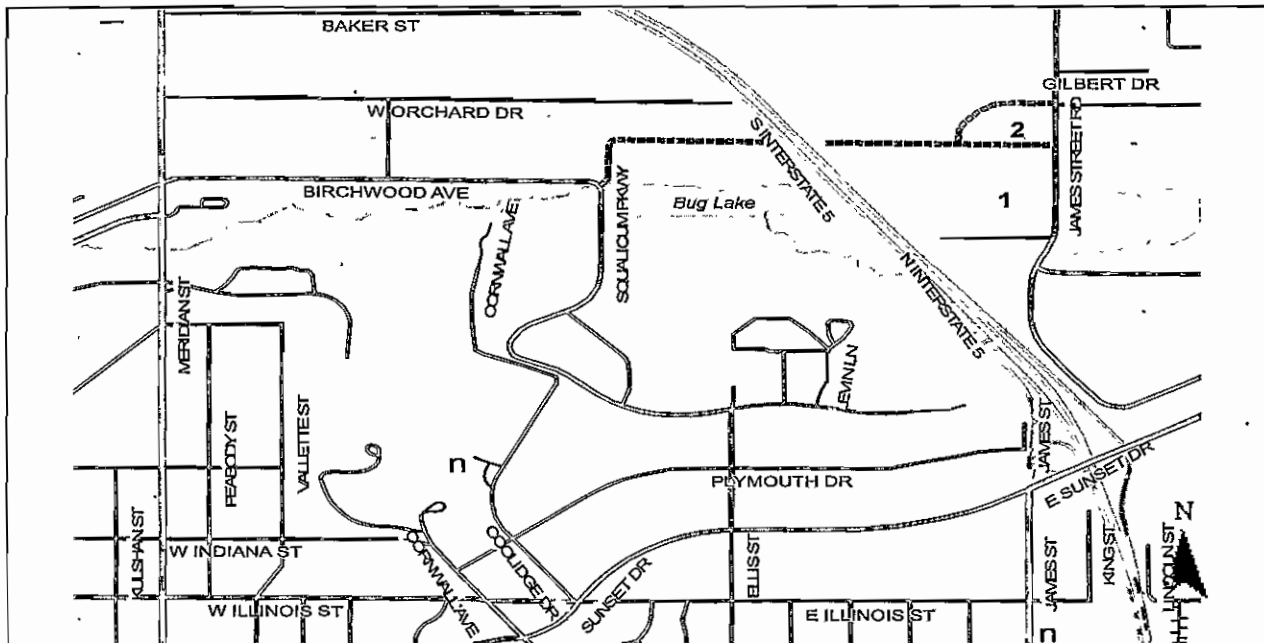 BAKER ST
GILBERT DR
W ORCHARD DR
S INTERSTATE 5
2
JAMES STREET RD
BIRCHWOOD AVE
SQUALICUM PKWY
Bug Lake
1
CORNWALL AVE
N INTERSTATE 5
MERIDIAN ST
LEVIN LN
PEABODY ST
VALLETTE ST
JAMES ST
n
PLYMOUTH DR
E SUNSET DR
N
KULSHAN ST
W INDIANA ST
CORNWALL AVE
COOLIDGE DR
SUNSET DR
ELLIS ST
JAMES ST
KING ST
LINCOLN ST
W ILLINOIS ST
E ILLINOIS ST
n